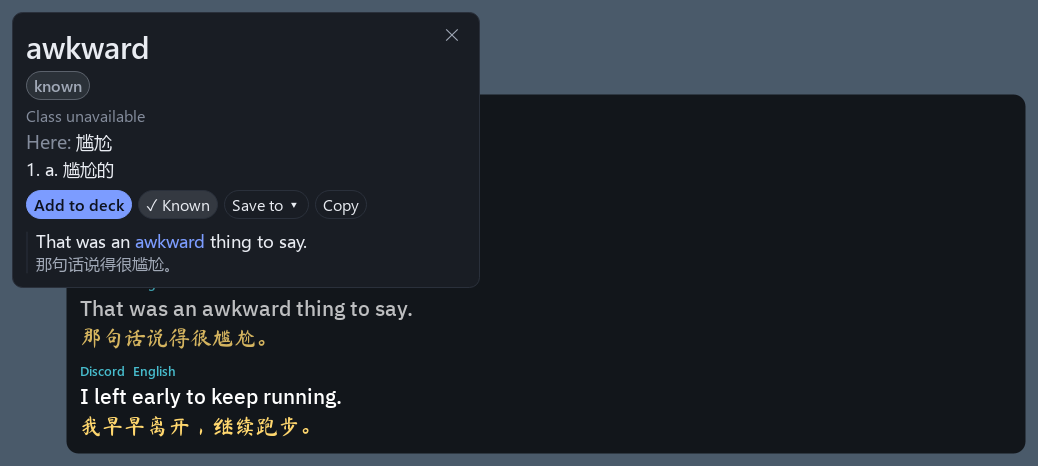 awkward
known
Class unavailable
Here: 尴尬
1. a. 尴尬的
Add to deck ✓ Known Save to ▾ Copy
That was an awkward thing to say.
那句话说得很尴尬。
That was an awkward thing to say.
那句话说得很尴尬。
Discord English
I left early to keep running.
我早早离开，继续跑步。